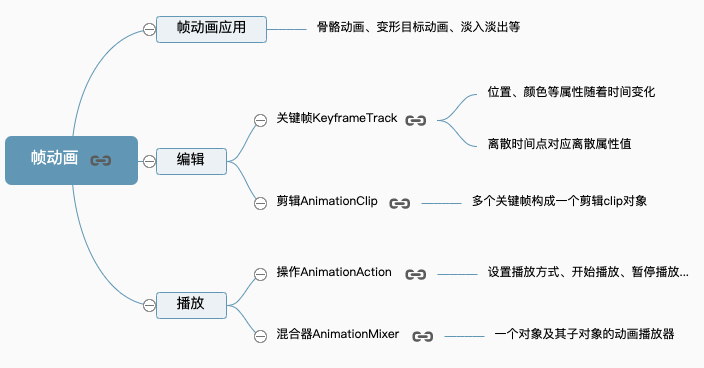 帧动画应用
骨骼动画、变形目标动画、淡入淡出等
位置、颜色等属性随着时间变化
关键帧KeyframeTrack
离散时间点对应离散属性值
帧动画
编辑
剪辑AnimationClip
多个关键帧构成一个剪辑clip对象
操作AnimationAction
设置播放方式、开始播放、暂停播放...
播放
混合器AnimationMixer
一个对象及其子对象的动画播放器